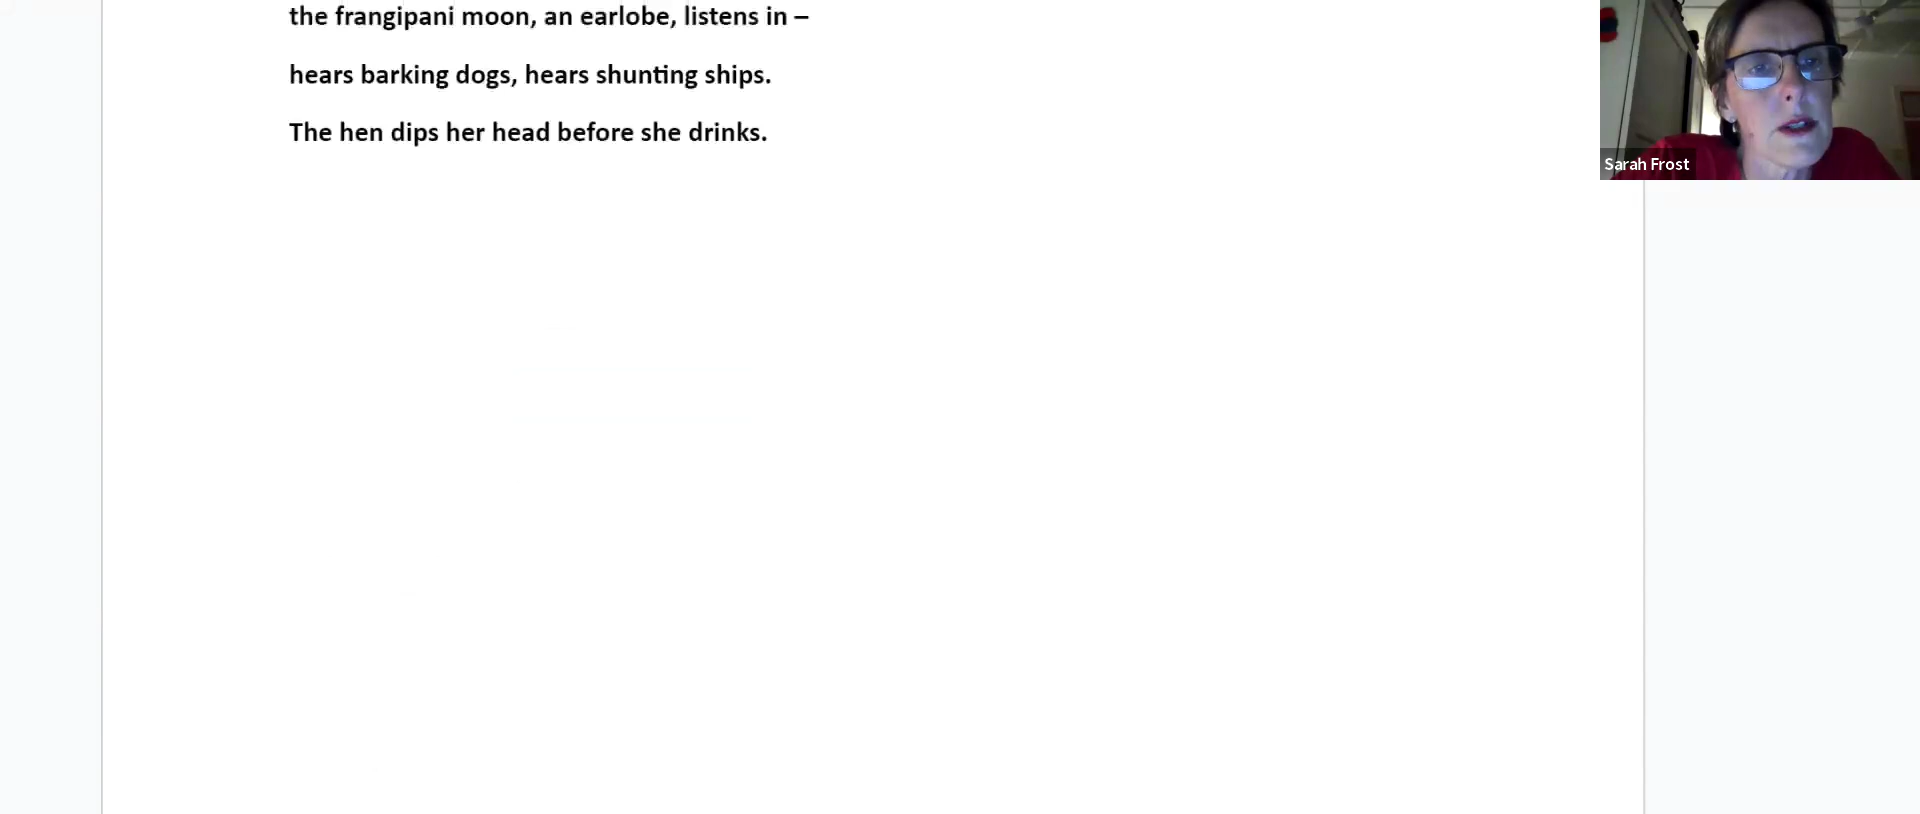 the frangipani moon, an earlobe, listens in –
hears barking dogs, hears shunting ships.
The hen dips her head before she drinks.
Sarah Frost